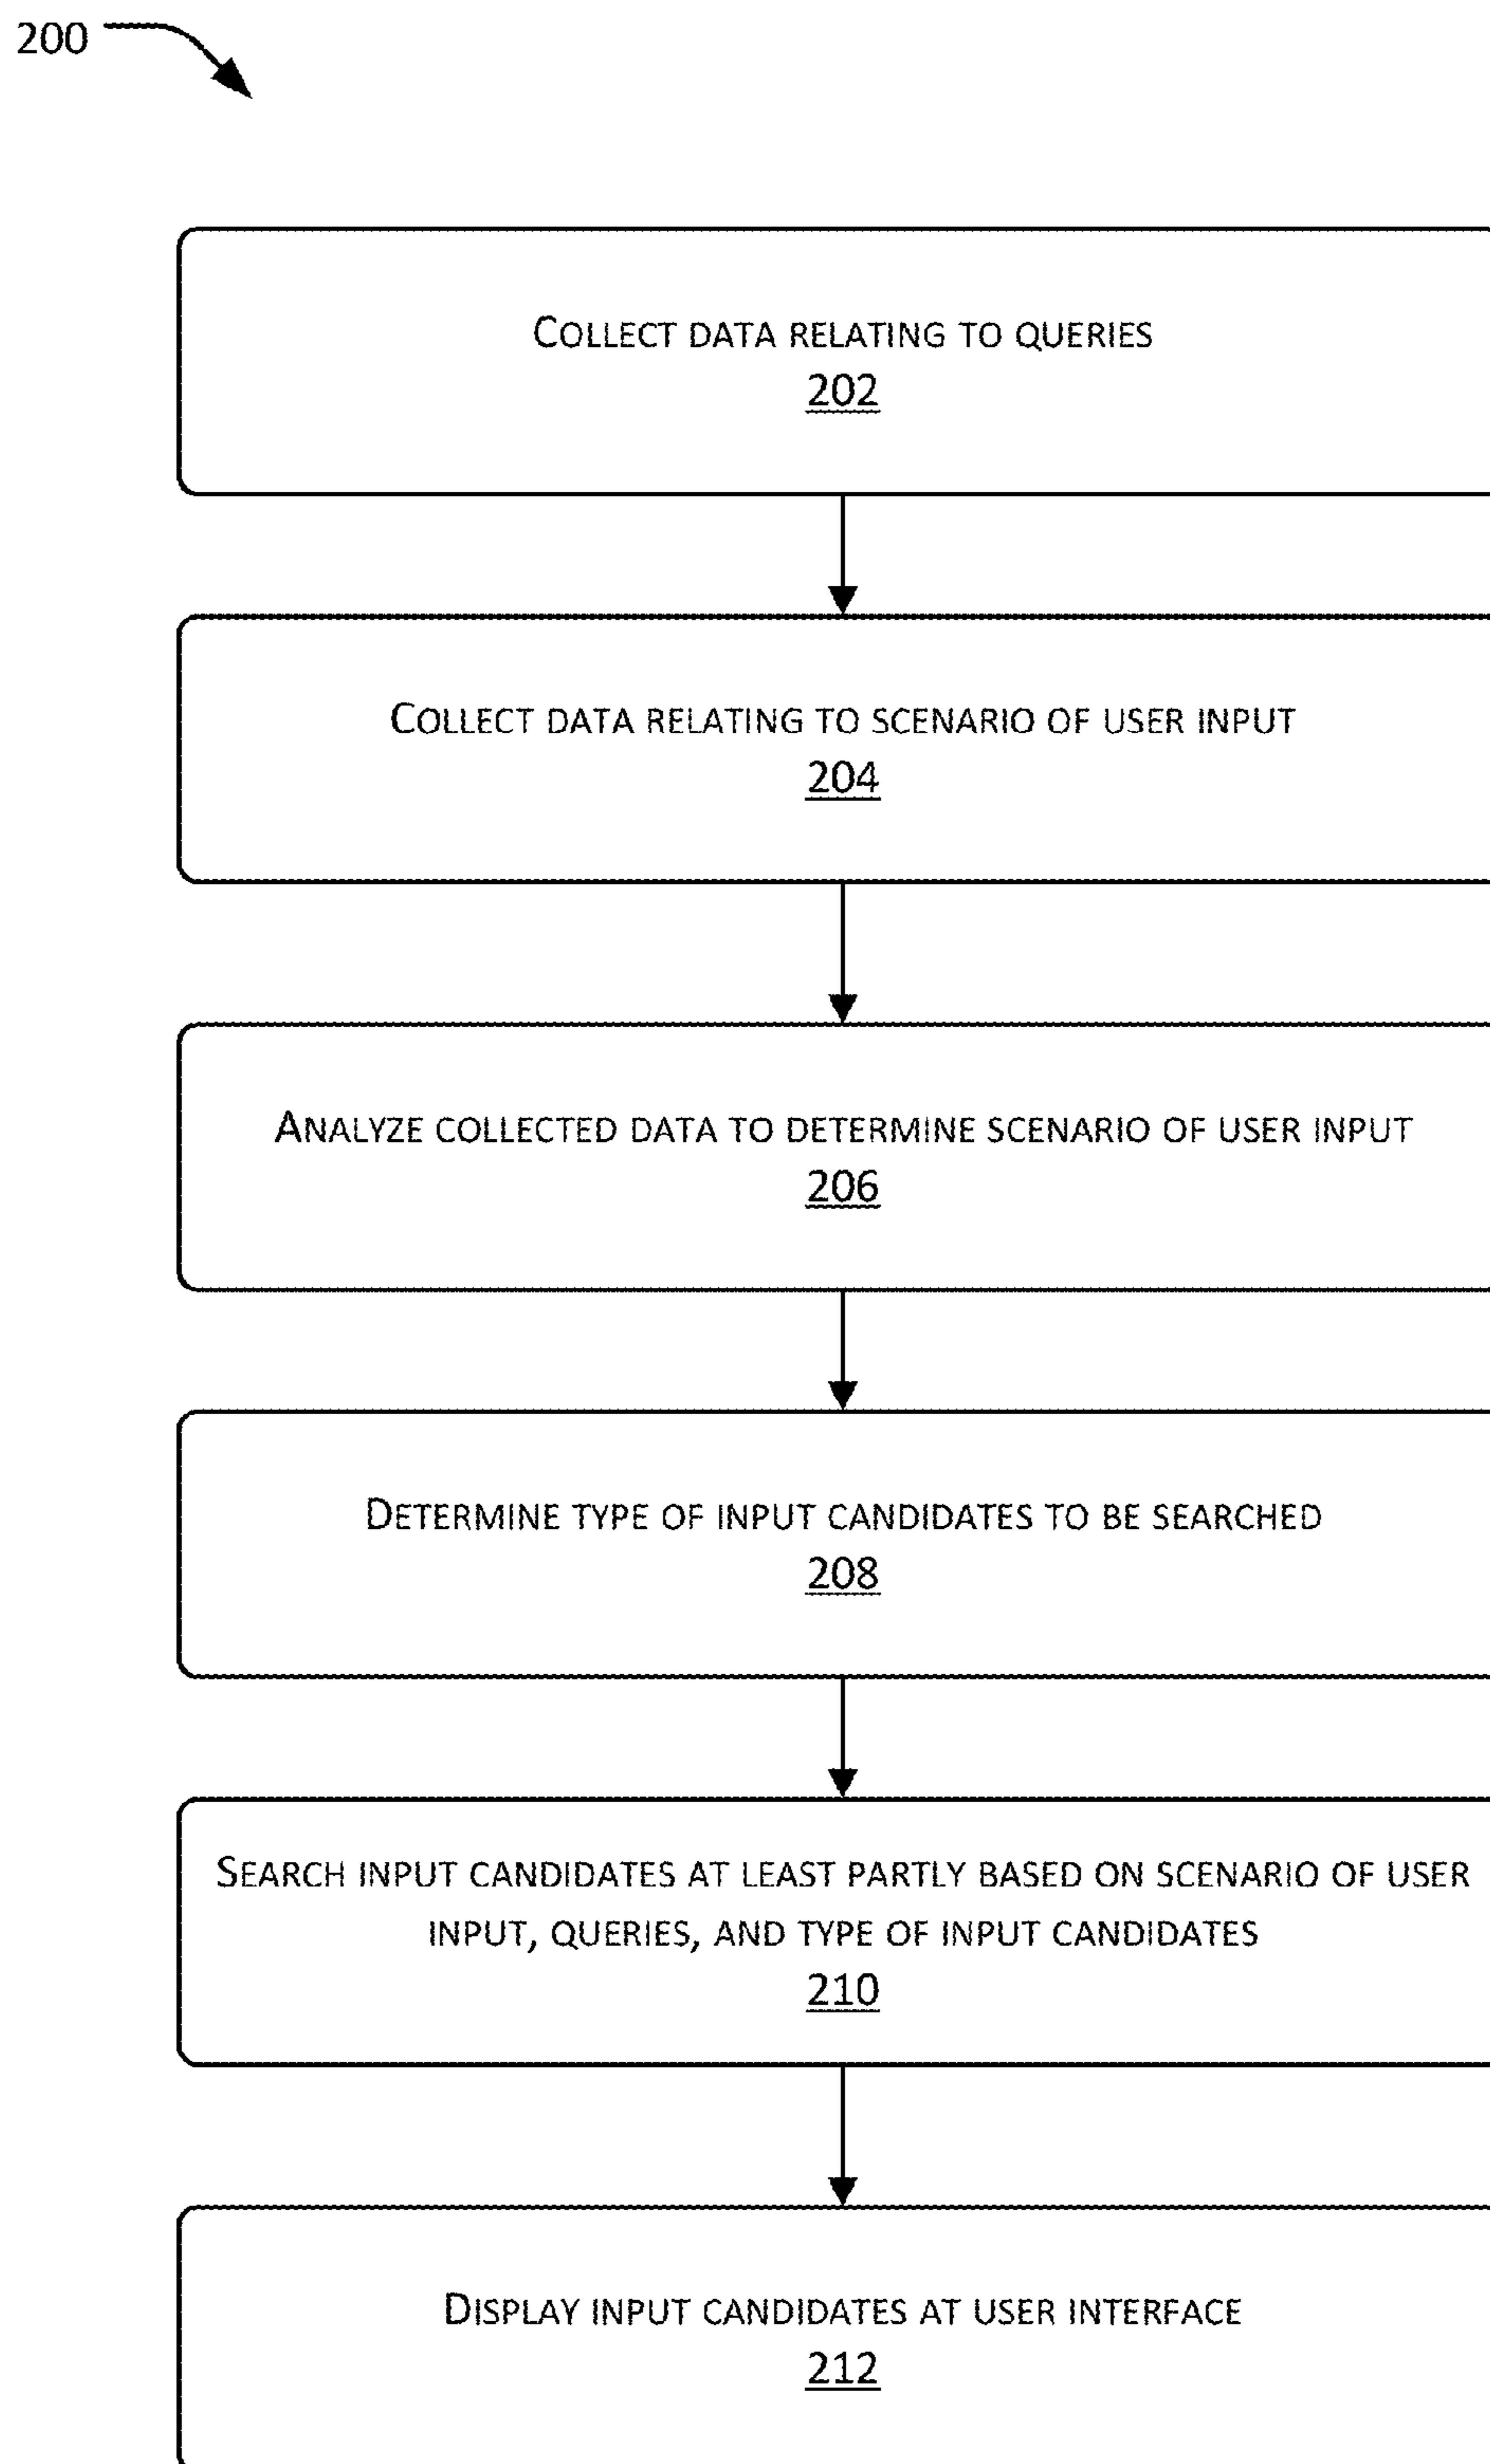 200
Collect data relating to queries
202
Collect data relating to scenario of user input
204
Analyze collected data to determine scenario of user input
206
Determine type of input candidates to be searched
208
Search input candidates at least partly based on scenario of user
input, queries, and type of input candidates
210
Display input candidates at user interface
212